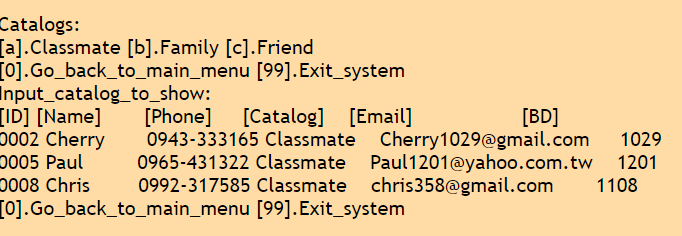 Catalogs:
[a].Classmate [b].Family [c].Friend
[0].Go_back_to_main_menu [99].Exit_system
Input_catalog_to_show:
[ID] [Name] [Phone] [Catalog] [Email] [BD]
0002 Cherry 0943-333165 Classmate Cherry1029@gmail.com 1029
0005 Paul 0965-431322 Classmate Paul1201@yahoo.com.tw 1201
0008 Chris 0992-317585 Classmate chris358@gmail.com 1108
[0].Go_back_to_main_menu [99].Exit_system